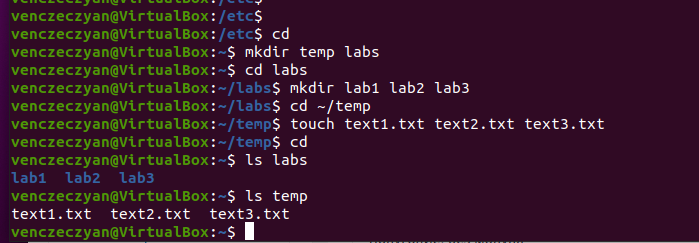 venczeczyan@VirtualBox:/etc$
venczeczyan@VirtualBox:/etc$
venczeczyan@VirtualBox:/etc$ cd
venczeczyan@VirtualBox:~$ mkdir temp labs
venczeczyan@VirtualBox:~$ cd labs
venczeczyan@VirtualBox:~/labs$ mkdir lab1 lab2 lab3
venczeczyan@VirtualBox:~/labs$ cd ~/temp
venczeczyan@VirtualBox:~/temp$ touch text1.txt text2.txt text3.txt
venczeczyan@VirtualBox:~/temp$ cd
venczeczyan@VirtualBox:~$ ls labs
lab1  lab2  lab3
venczeczyan@VirtualBox:~$ ls temp
text1.txt  text2.txt  text3.txt
venczeczyan@VirtualBox:~$